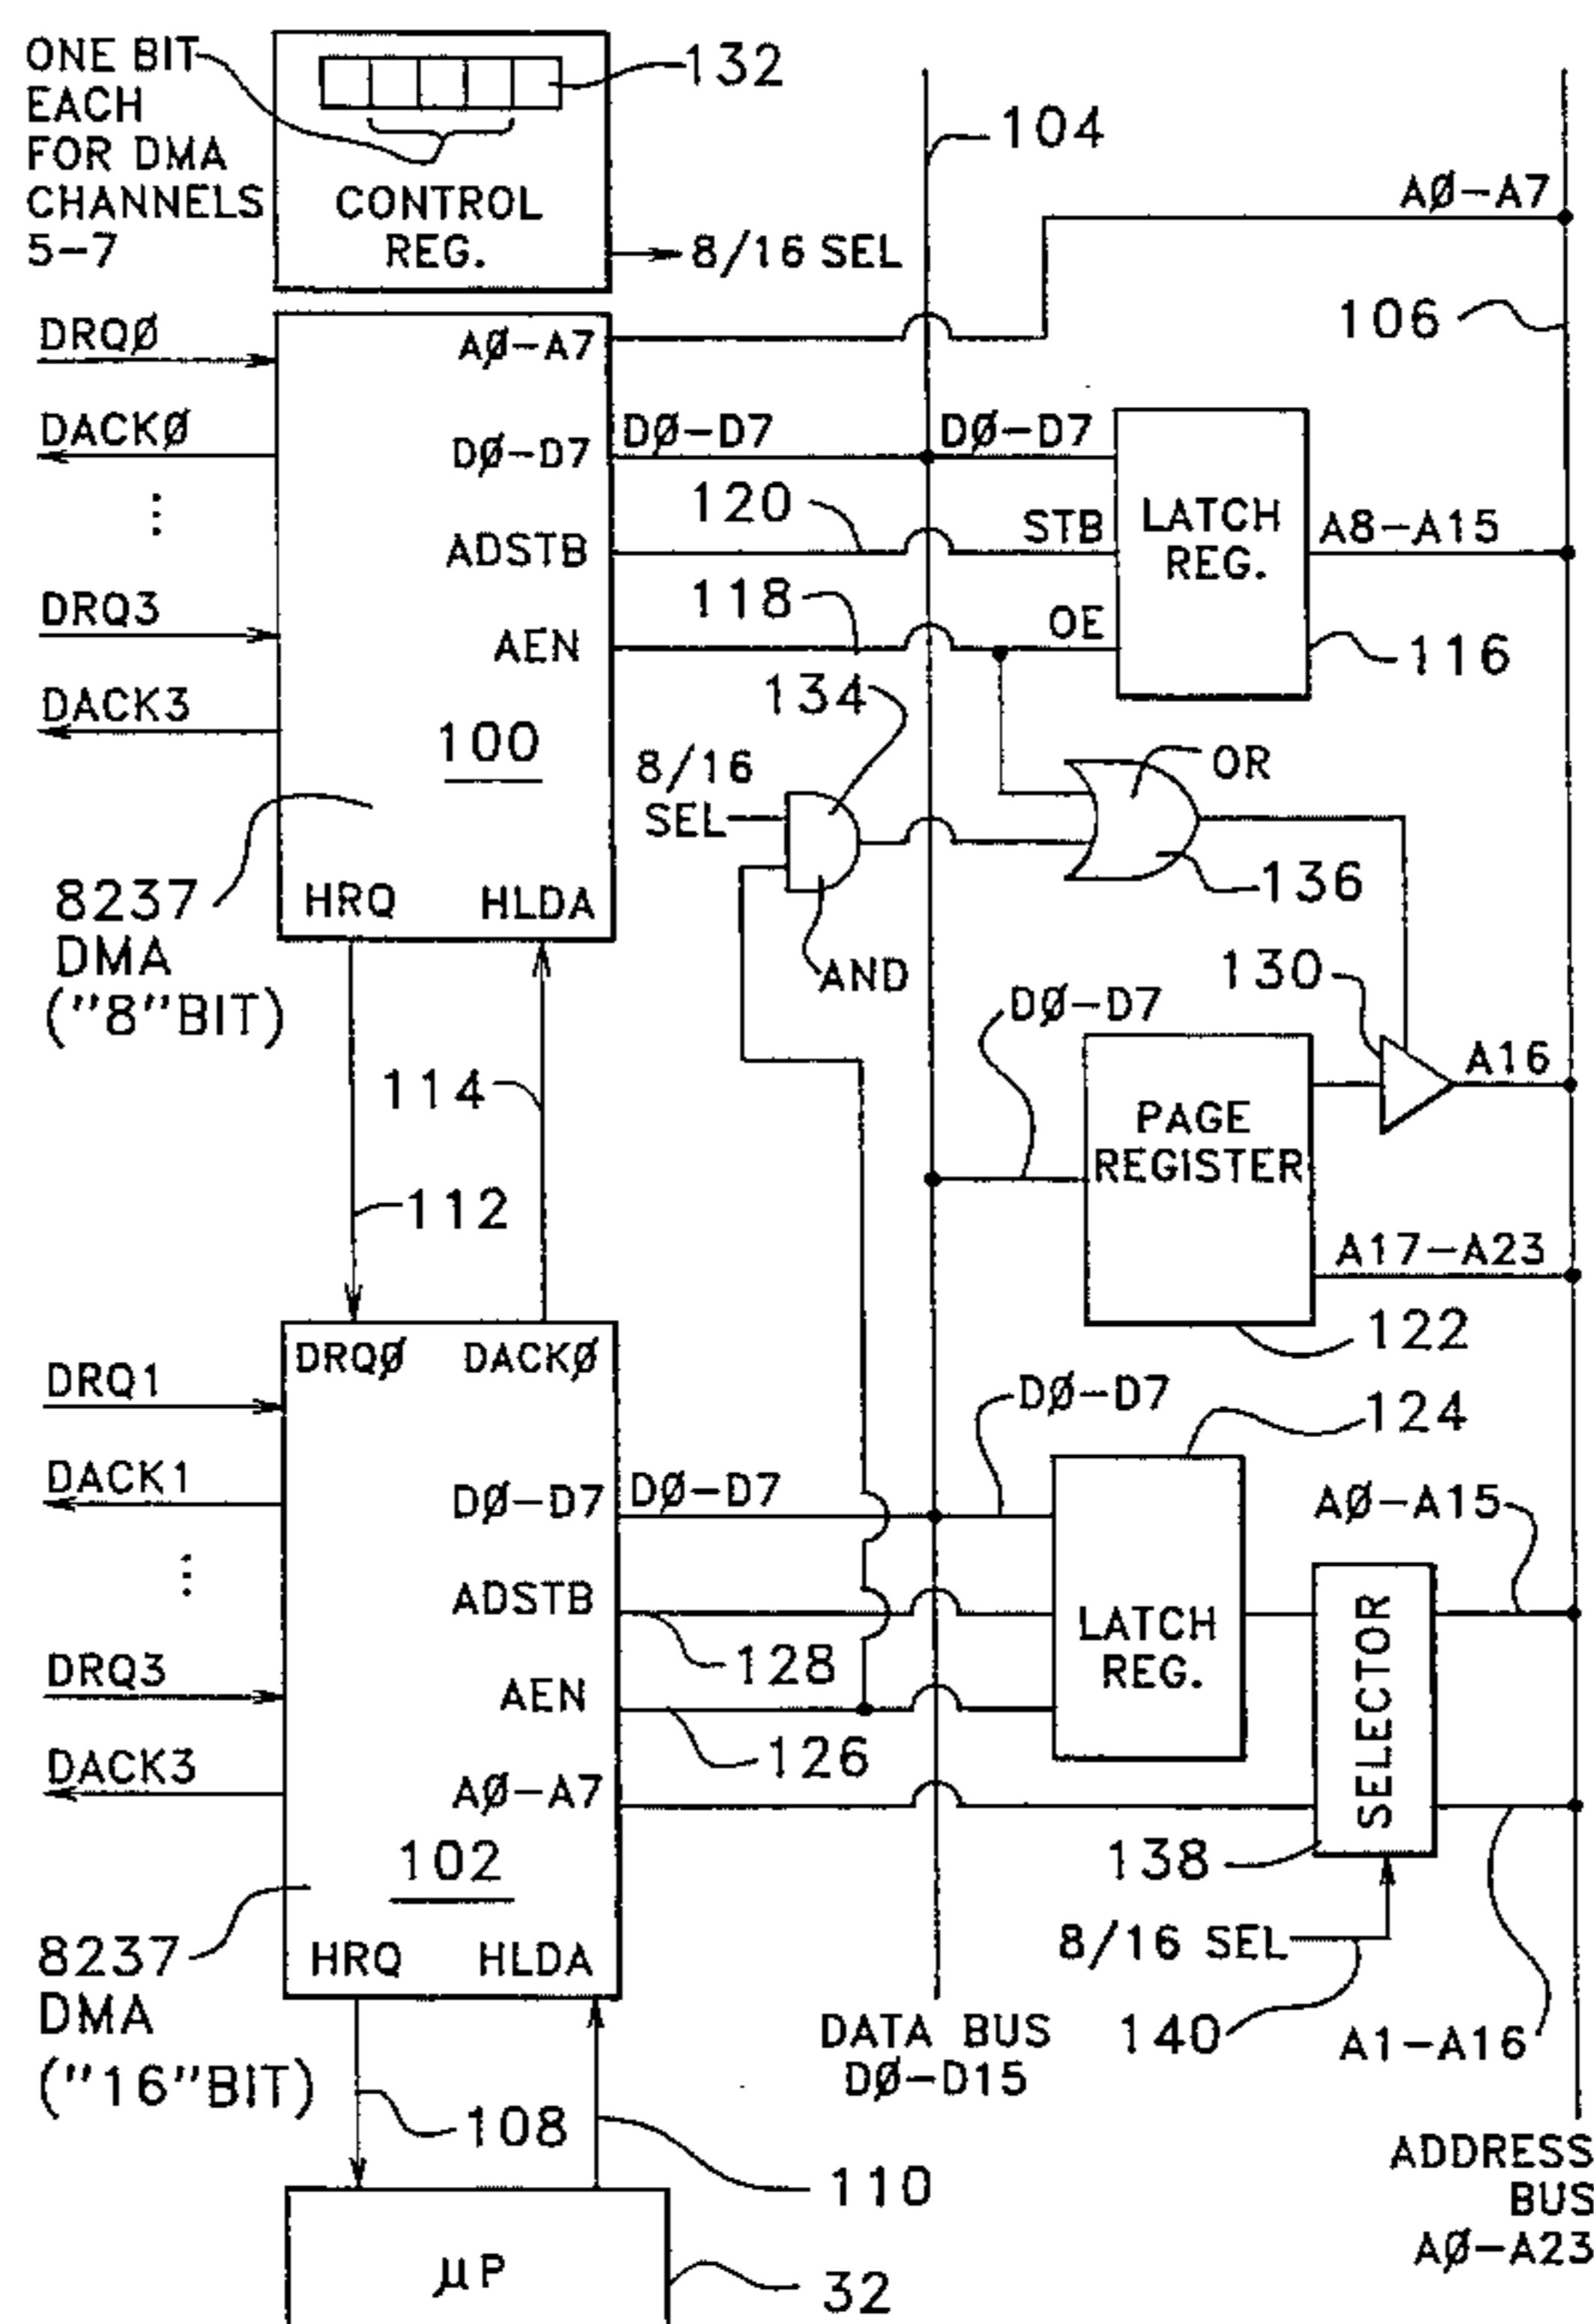 ONE BIT
EACH
FOR DMA
CHANNELS
5-7
132
CONTROL
REG.
8/16 SEL
104
AØ-A7
106
DRQØ
DACKØ
⋮
DRQ3
DACK3
AØ-A7
DØ-D7
ADSTB
AEN
100
HRQ HLDA
8237
DMA
("8"BIT)
DØ-D7
DØ-D7
120
STB
118
OE
LATCH
REG.
A8-A15
116
134
8/16
SEL
AND
OR
136
130
DØ-D7
PAGE
REGISTER
A16
A17-A23
122
114
112
DRQØ DACKØ
DRQ1
DACK1
⋮
DRQ3
DACK3
DØ-D7
ADSTB
AEN
AØ-A7
102
HRQ HLDA
8237
DMA
("16"BIT)
DØ-D7
DØ-D7
124
128
126
LATCH
REG.
SELECTOR
AØ-A15
138
8/16 SEL
140
A1-A16
DATA BUS
DØ-D15
ADDRESS
BUS
AØ-A23
108
110
µP
32